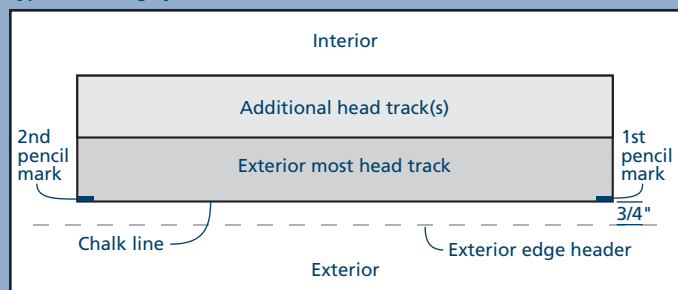 Interior
Additional head track(s)
2nd
pencil
mark
Exterior most head track
1st
pencil
mark
3/4"
Chalk line
Exterior edge header
Exterior